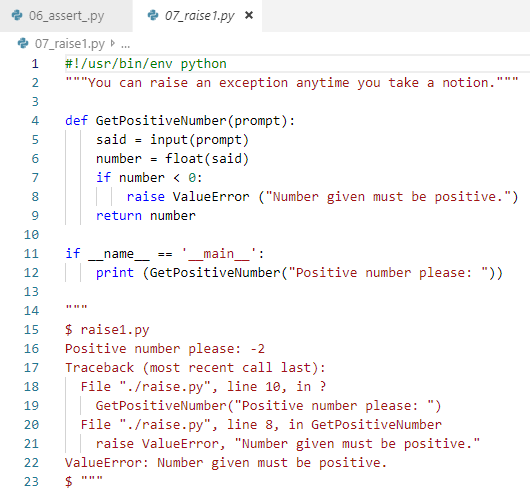 06_assert_.py 07_raise1.py ×
07_raise1.py > ...
1 #!/usr/bin/env python
2 """You can raise an exception anytime you take a notion."""
3
4 def GetPositiveNumber(prompt):
5     said = input(prompt)
6     number = float(said)
7     if number < 0:
8         raise ValueError ("Number given must be positive.")
9     return number
10
11 if __name__ == '__main__':
12     print (GetPositiveNumber("Positive number please: "))
13
14 """
15 $ raise1.py
16 Positive number please: -2
17 Traceback (most recent call last):
18   File "./raise.py", line 10, in ?
19     GetPositiveNumber("Positive number please: ")
20   File "./raise.py", line 8, in GetPositiveNumber
21     raise ValueError, "Number given must be positive."
22 ValueError: Number given must be positive.
23 $ """